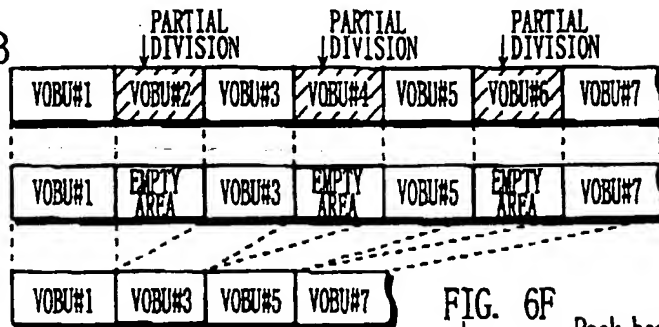 PARTIAL DIVISION PARTIAL DIVISION PARTIAL DIVISION
B
VOBU#1 VOBU#2 VOBU#3 VOBU#4 VOBU#5 VOBU#6 VOBU#7
VOBU#1 EMPTY AREA VOBU#3 EMPTY AREA VOBU#5 EMPTY AREA VOBU#7
VOBU#1 VOBU#3 VOBU#5 VOBU#7
FIG. 6F